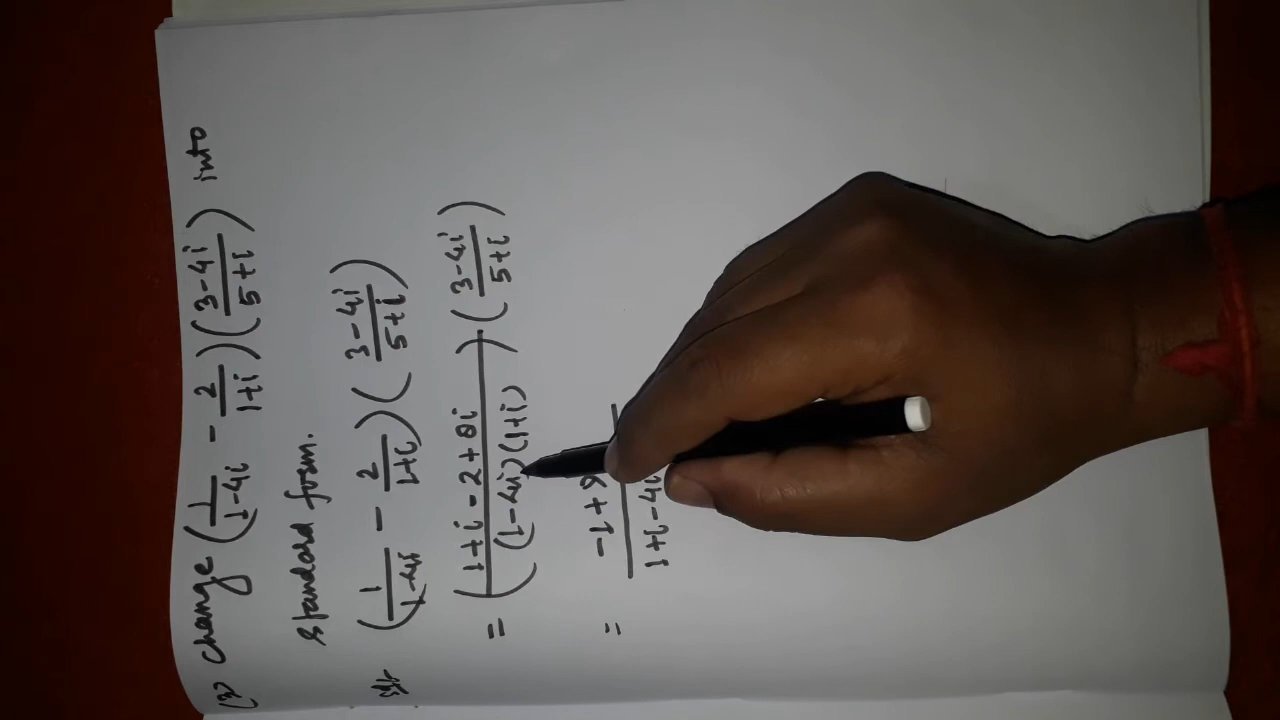 (3) change (1/(1-4i) - 2/(1+i)) ((3-4i)/(5+i)) into
standard form.
(1/(1-4i) - 2/(1+i)) ((3-4i)/(5+i))
= ((1+i-2+8i)/((1-4i)(1+i))) ((3-4i)/(5+i))
= (-1+9)/(1+i-4i)